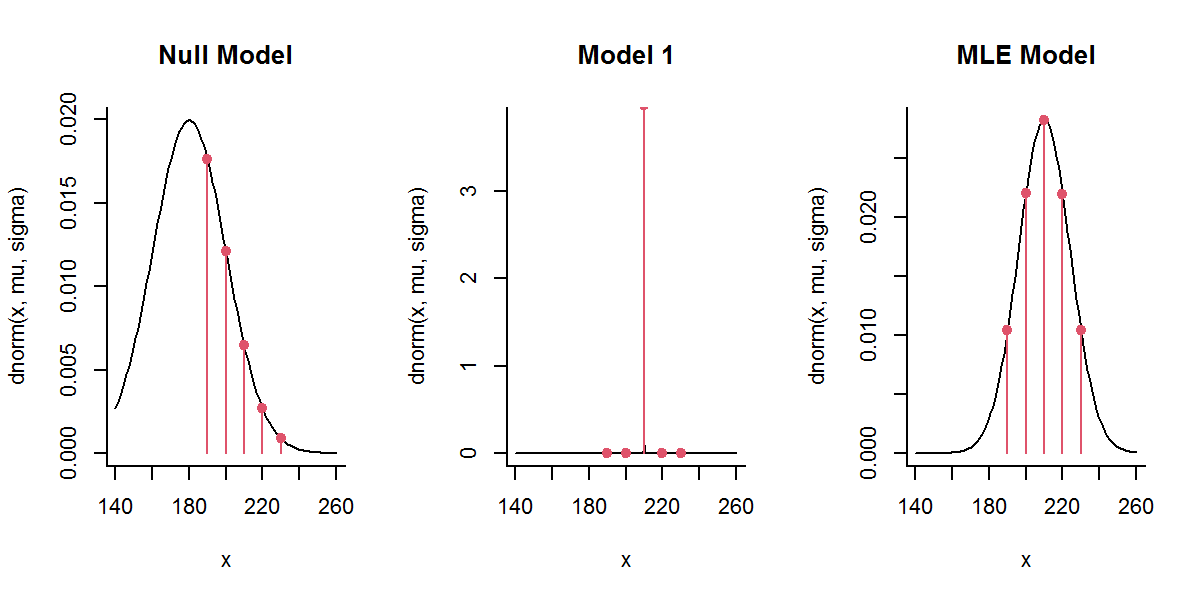 Null Model
dnorm(x, mu, sigma)
0.000 0.005 0.010 0.015 0.020
140 180 220 260
x
Model 1
dnorm(x, mu, sigma)
0 1 2 3
140 180 220 260
x
MLE Model
dnorm(x, mu, sigma)
0.000 0.010 0.020
140 180 220 260
x